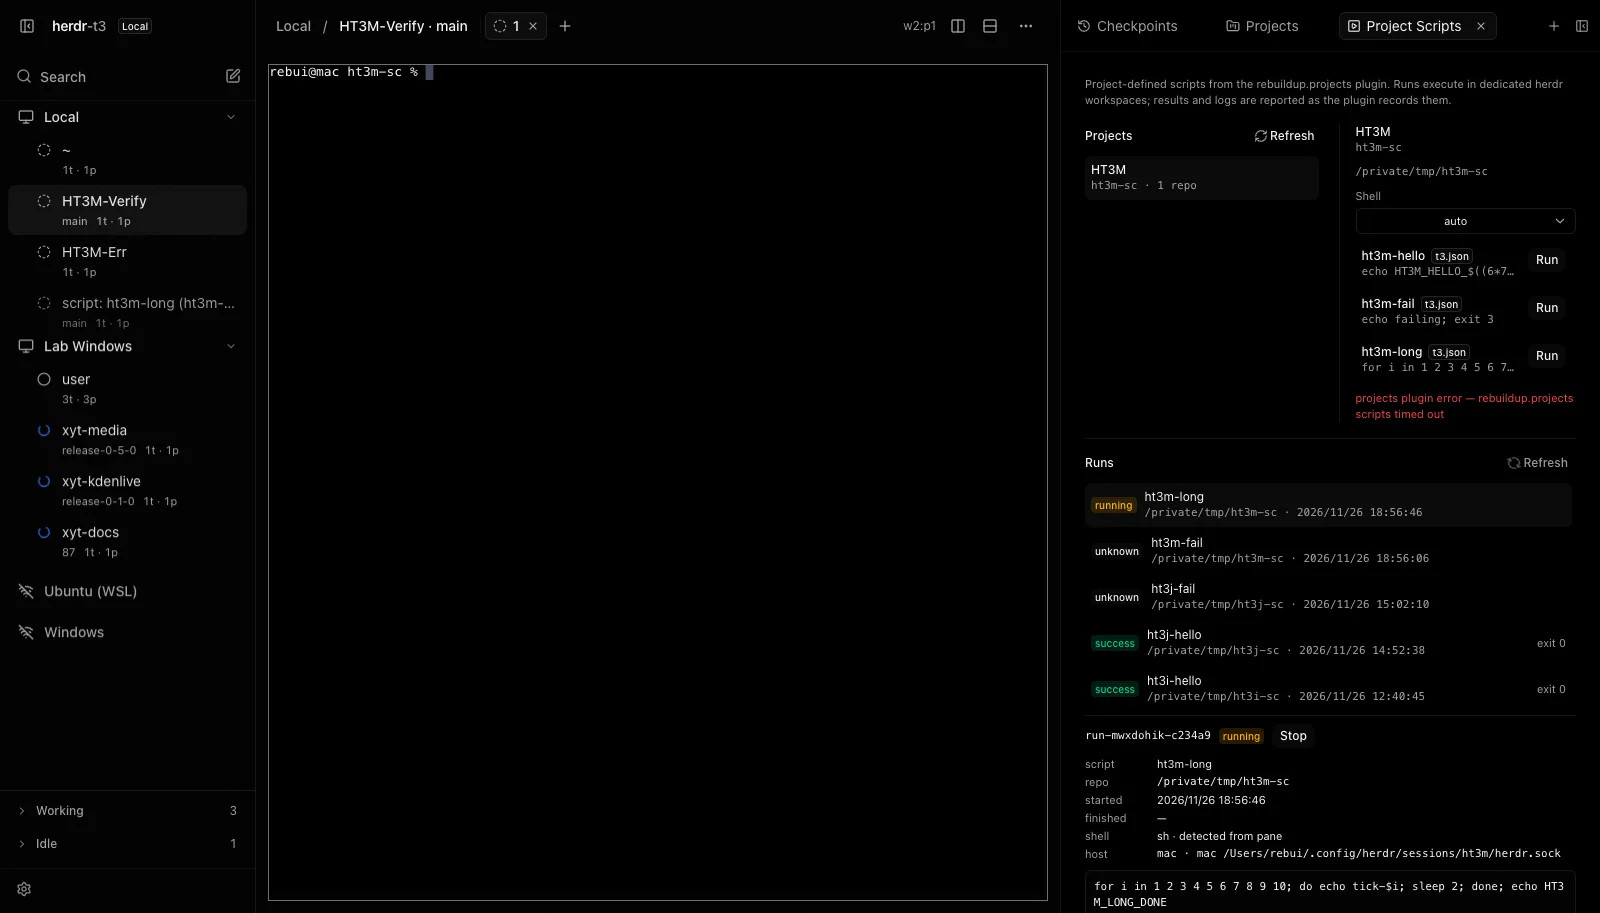 herdr-t3 Local
Search
Local
~
1t · 1p
HT3M-Verify
main 1t · 1p
HT3M-Err
1t · 1p
script: ht3m-long (ht3m-...
main 1t · 1p
Lab Windows
user
3t · 3p
xyt-media
release-0-5-0 1t · 1p
xyt-kdenlive
release-0-1-0 1t · 1p
xyt-docs
87 1t · 1p
Ubuntu (WSL)
Windows
Working 3
Idle 1
Local / HT3M-Verify · main 1 × +
w2:p1
rebui@mac ht3m-sc %
Checkpoints Projects Project Scripts × +
Project-defined scripts from the rebuildup.projects plugin. Runs execute in dedicated herdr
workspaces; results and logs are reported as the plugin records them.
Projects Refresh
HT3M
ht3m-sc · 1 repo
HT3M
ht3m-sc
/private/tmp/ht3m-sc
Shell
auto
ht3m-hello t3.json Run
echo HT3M_HELLO_$((6*7…
ht3m-fail t3.json Run
echo failing; exit 3
ht3m-long t3.json Run
for i in 1 2 3 4 5 6 7…
projects plugin error — rebuildup.projects
scripts timed out
Runs Refresh
running ht3m-long
/private/tmp/ht3m-sc · 2026/11/26 18:56:46
unknown ht3m-fail
/private/tmp/ht3m-sc · 2026/11/26 18:56:06
unknown ht3j-fail
/private/tmp/ht3j-sc · 2026/11/26 15:02:10
success ht3j-hello exit 0
/private/tmp/ht3j-sc · 2026/11/26 14:52:38
success ht3i-hello exit 0
/private/tmp/ht3i-sc · 2026/11/26 12:40:45
run-mwxdohik-c234a9 running Stop
script ht3m-long
repo /private/tmp/ht3m-sc
started 2026/11/26 18:56:46
finished —
shell sh · detected from pane
host mac · mac /Users/rebui/.config/herdr/sessions/ht3m/herdr.sock
for i in 1 2 3 4 5 6 7 8 9 10; do echo tick-$i; sleep 2; done; echo HT3
M_LONG_DONE